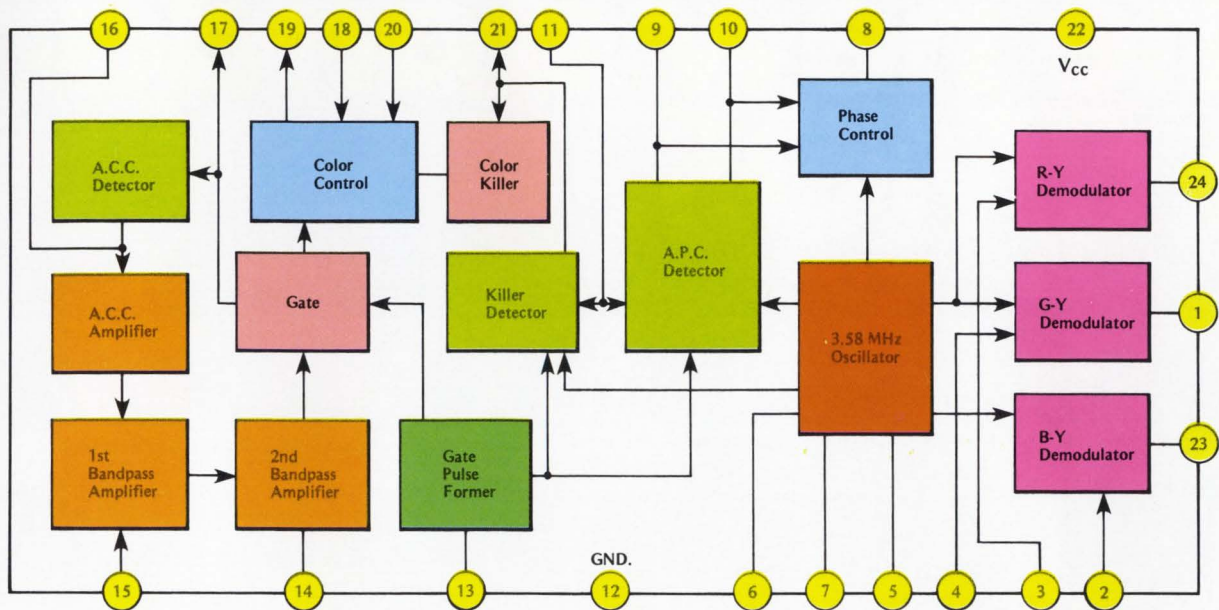 16
17
19
18
20
21
11
9
10
8
22
VCC
A.C.C.
Detector
Color
Control
Color
Killer
Phase
Control
R-Y
Demodulator
24
A.C.C.
Amplifier
Gate
Killer
Detector
A.P.C.
Detector
3.58 MHz
Oscillator
G-Y
Demodulator
1
1st
Bandpass
Amplifier
2nd
Bandpass
Amplifier
Gate
Pulse
Former
B-Y
Demodulator
23
GND.
15
14
13
12
6
7
5
4
3
2